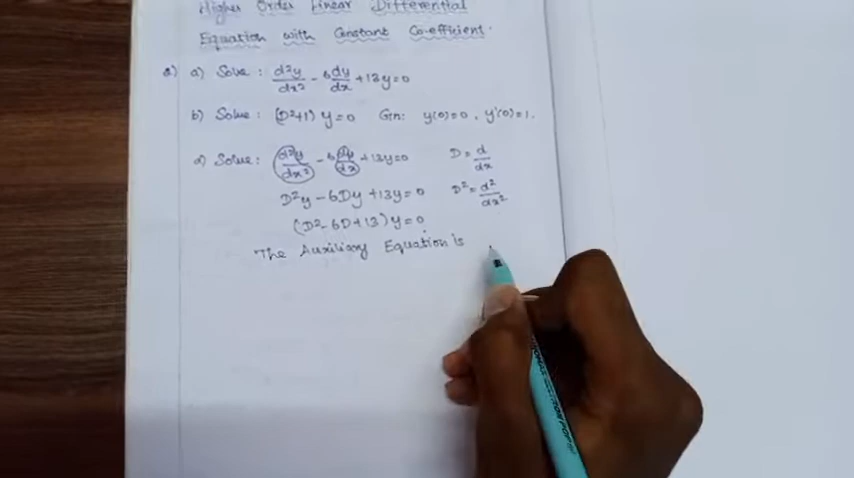 Higher Order Linear Differential
Equation with Constant Co-efficient.
a) a) Solve : d²y/dx² - 6 dy/dx + 13y = 0
b) Solve : (D²+1) y = 0 Gn: y(0)=0, y'(0)=1.
a) Solve : d²y/dx² - 6 dy/dx + 13y = 0 D = d/dx
D²y - 6Dy + 13y = 0 D² = d²/dx²
(D² - 6D + 13) y = 0
The Auxiliary Equation is